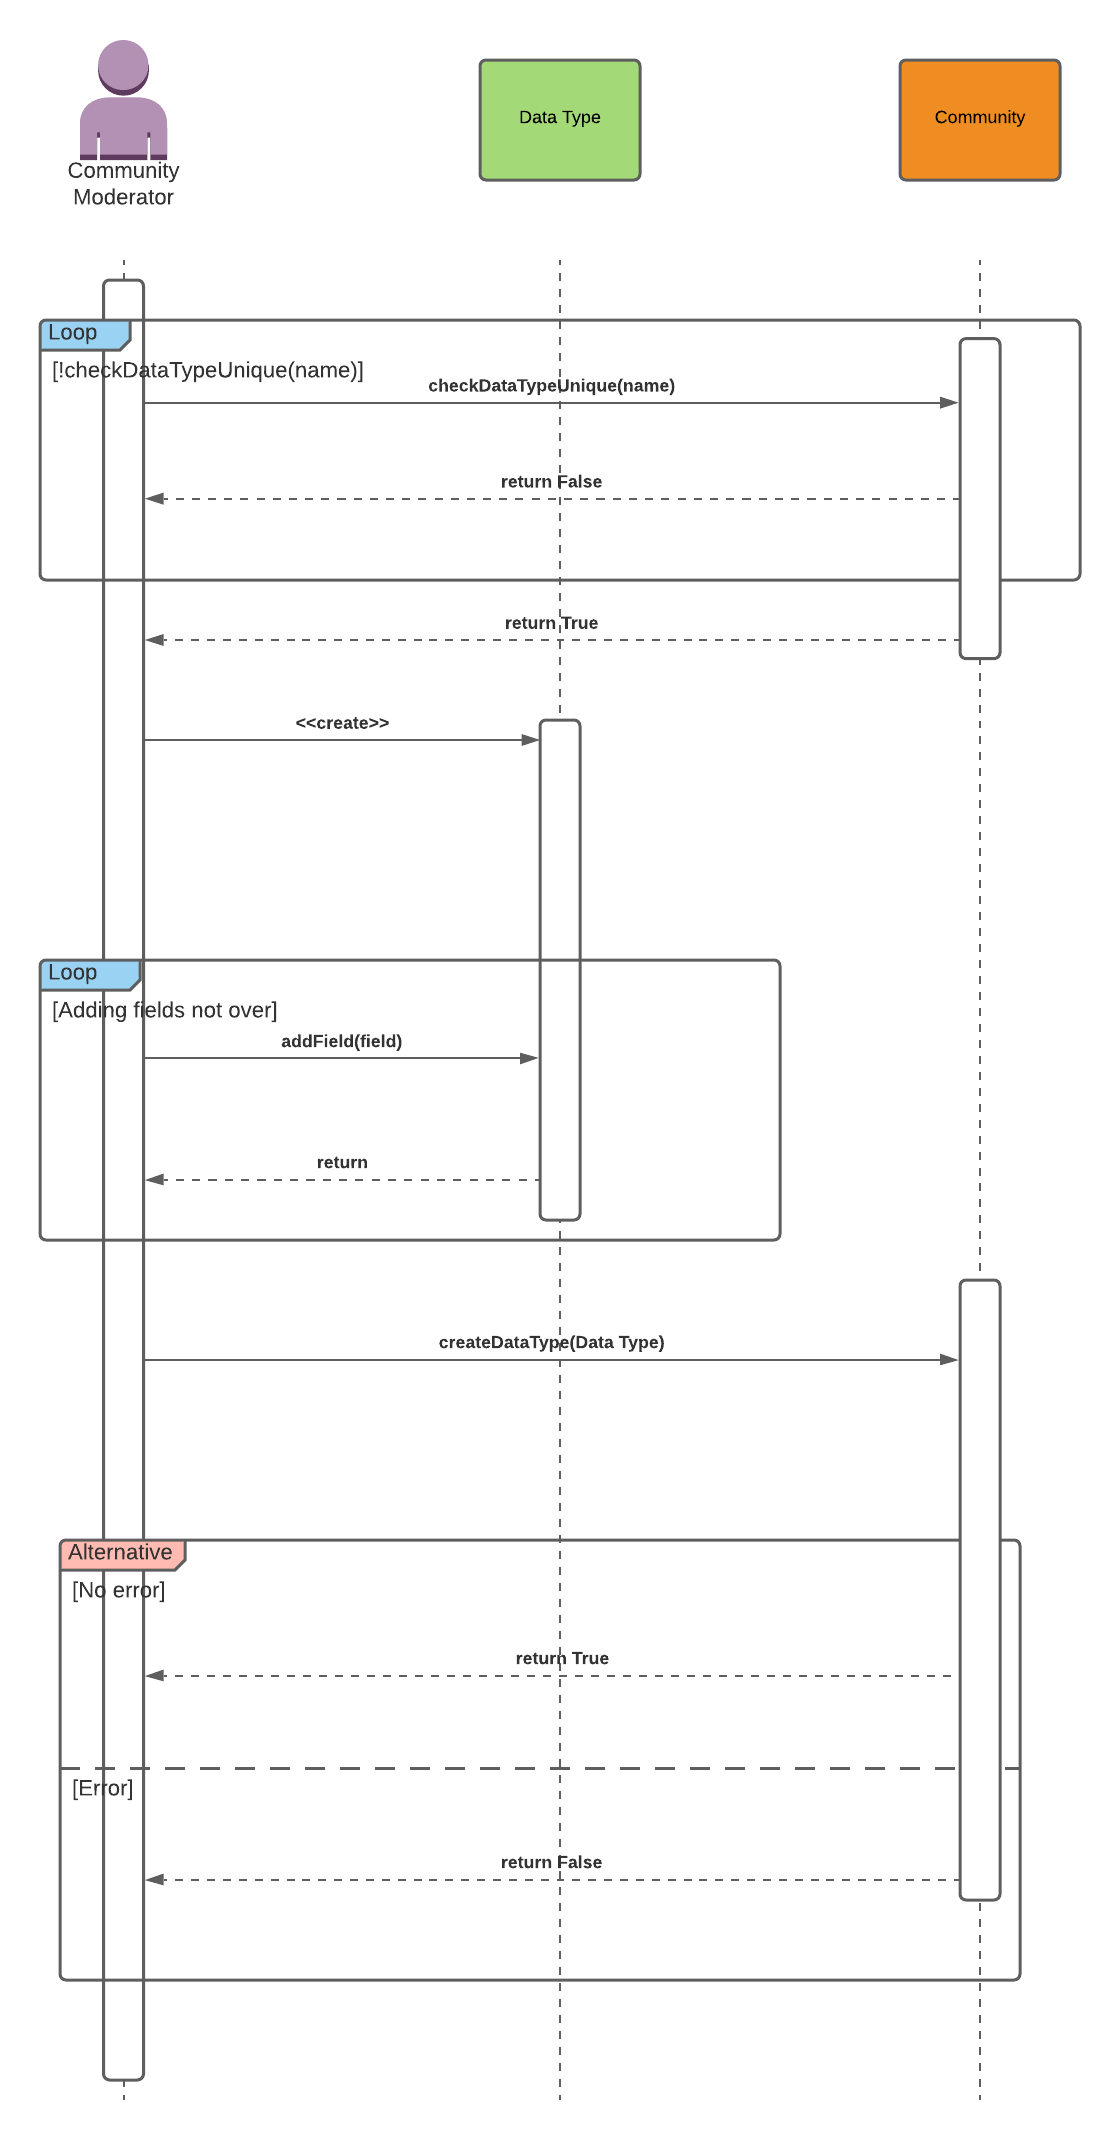 Community
Moderator
Data Type
Community
Loop
[!checkDataTypeUnique(name)]
checkDataTypeUnique(name)
return False
return True
<<create>>
Loop
[Adding fields not over]
addField(field)
return
createDataType(Data Type)
Alternative
[No error]
return True
[Error]
return False